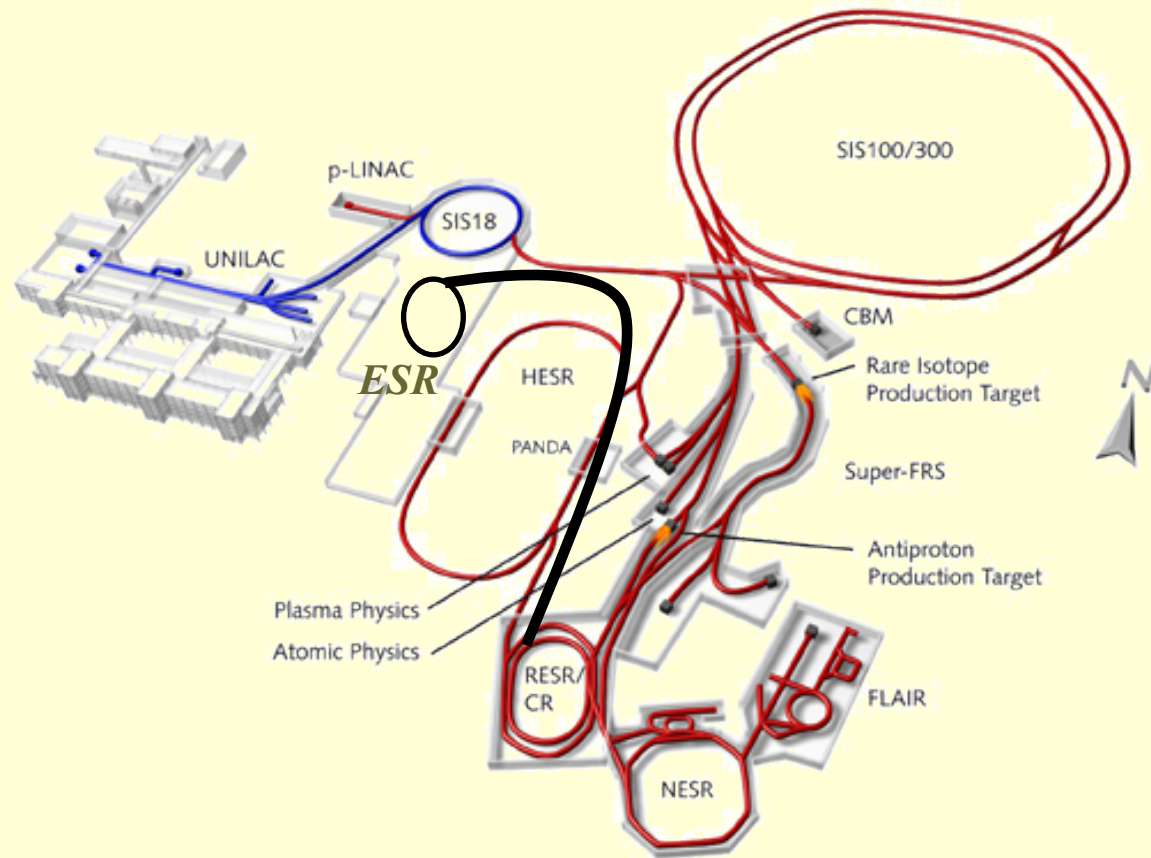 SIS100/300
p-LINAC
SIS18
UNILAC
CBM
ESR
HESR
Rare Isotope
Production Target
N
PANDA
Super-FRS
Antiproton
Production Target
Plasma Physics
Atomic Physics
RESR/
CR
FLAIR
NESR